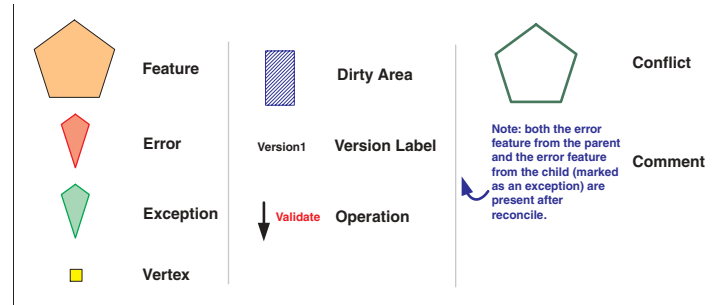 Feature
Error
Exception
Vertex
Dirty Area
Version1
Version Label
Validate
Operation
Conflict
Note: both the error
feature from the parent
and the error feature
from the child (marked
as an exception) are
present after
reconcile.
Comment